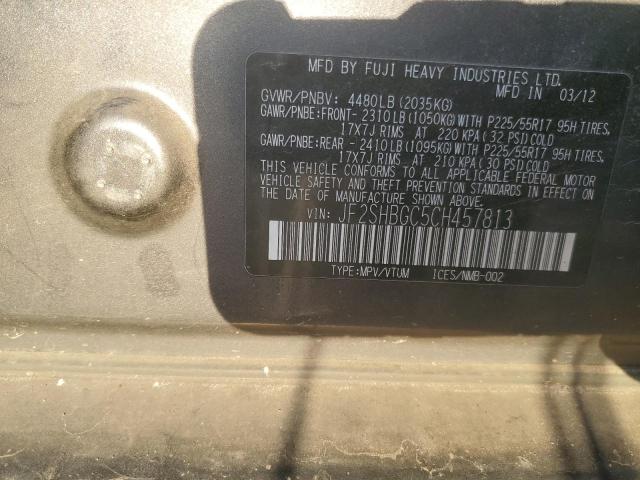 MFD BY FUJI HEAVY INDUSTRIES LTD.
GVWR/PNBV: 4480LB(2035KG) MFD IN 03/12
GAWR/PNBE:FRONT- 2310LB(1050KG)WITH P225/55R17 95H TIRES,
17X7J RIMS AT 220 KPA(32 PSI)COLD
GAWR/PNBE:REAR - 2410LB(1095KG)WITH P225/55R17 95H TIRES,
17X7J RIMS AT 210 KPA(30 PSI)COLD
THIS VEHICLE CONFORMS TO ALL APPLICABLE FEDERAL MOTOR
VEHICLE SAFETY AND THEFT PREVENTION STANDARDS IN EFFECT ON
THE DATE OF MANUFACTURE SHOWN ABOVE.
VIN: JF2SHBGC5CH457813
TYPE:MPV/VTUM ICES/NMB-002